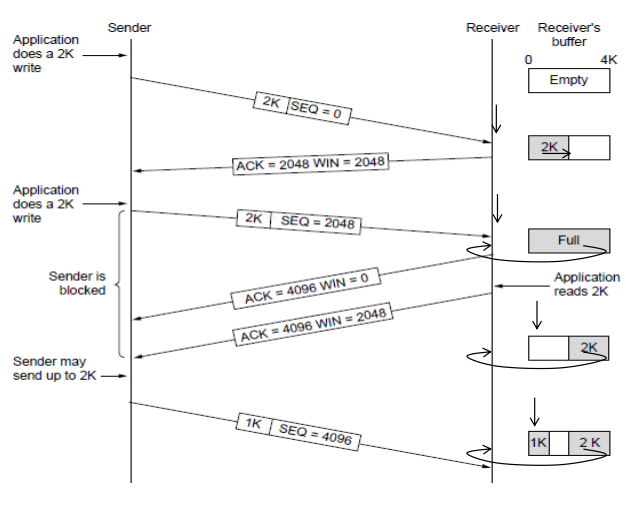 Sender
Receiver
Receiver's
buffer
Application
does a 2K
write
0 4K
Empty
2K SEQ = 0
2K
ACK = 2048 WIN = 2048
Application
does a 2K
write
2K SEQ = 2048
Full
Sender is
blocked
Application
reads 2K
ACK = 4096 WIN = 0
ACK = 4096 WIN = 2048
2K
Sender may
send up to 2K
1K SEQ = 4096
1K 2 K